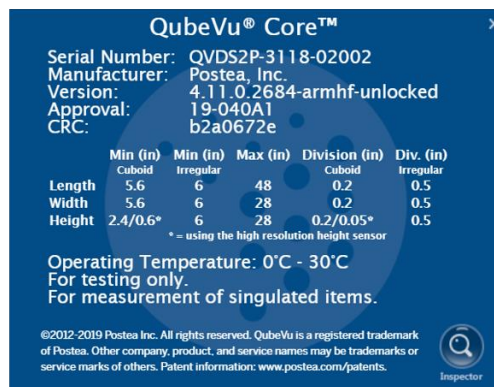 QubeVu® Core™
Serial Number: QVDS2P-3118-02002
Manufacturer: Postea, Inc.
Version: 4.11.0.2684-armhf-unlocked
Approval: 19-040A1
CRC: b2a0672e
Min (in) Min (in) Max (in) Division (in) Div. (in)
Cuboid Irregular Cuboid Irregular
Length 5.6 6 48 0.2 0.5
Width 5.6 6 28 0.2 0.5
Height 2.4/0.6* 6 28 0.2/0.05* 0.5
* = using the high resolution height sensor
Operating Temperature: 0°C - 30°C
For testing only.
For measurement of singulated items.
©2012-2019 Postea Inc. All rights reserved. QubeVu is a registered trademark
of Postea. Other company, product, and service names may be trademarks or
service marks of others. Patent information: www.postea.com/patents.
Inspector